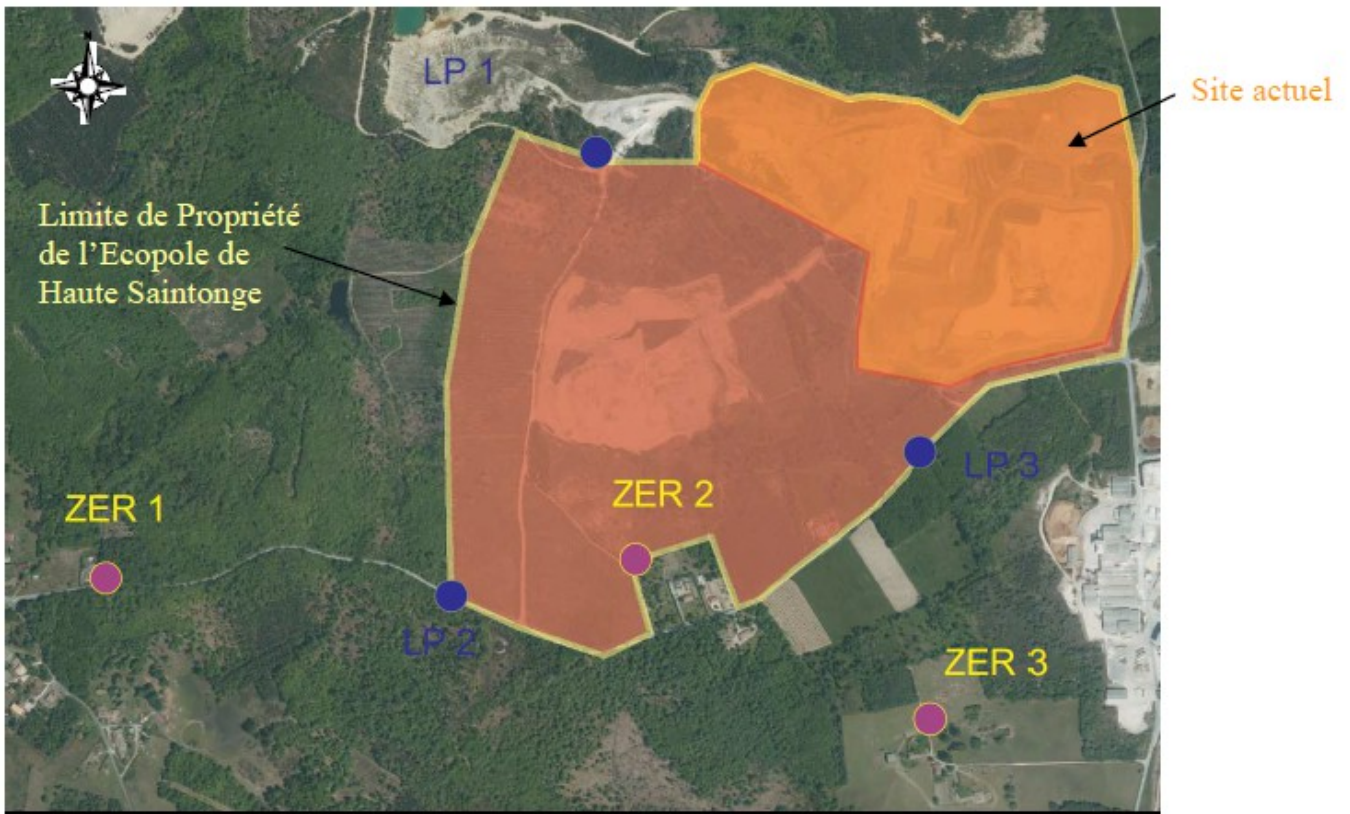 N
LP 1
Site actuel
Limite de Propriété
de l'Ecopole de
Haute Saintonge
ZER 1
ZER 2
LP 3
LP 2
ZER 3